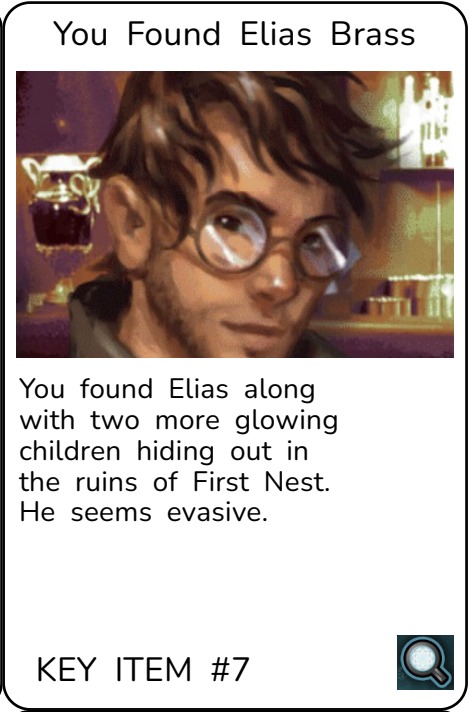 You Found Elias Brass
You found Elias along
with two more glowing
children hiding out in
the ruins of First Nest.
He seems evasive.
KEY ITEM #7